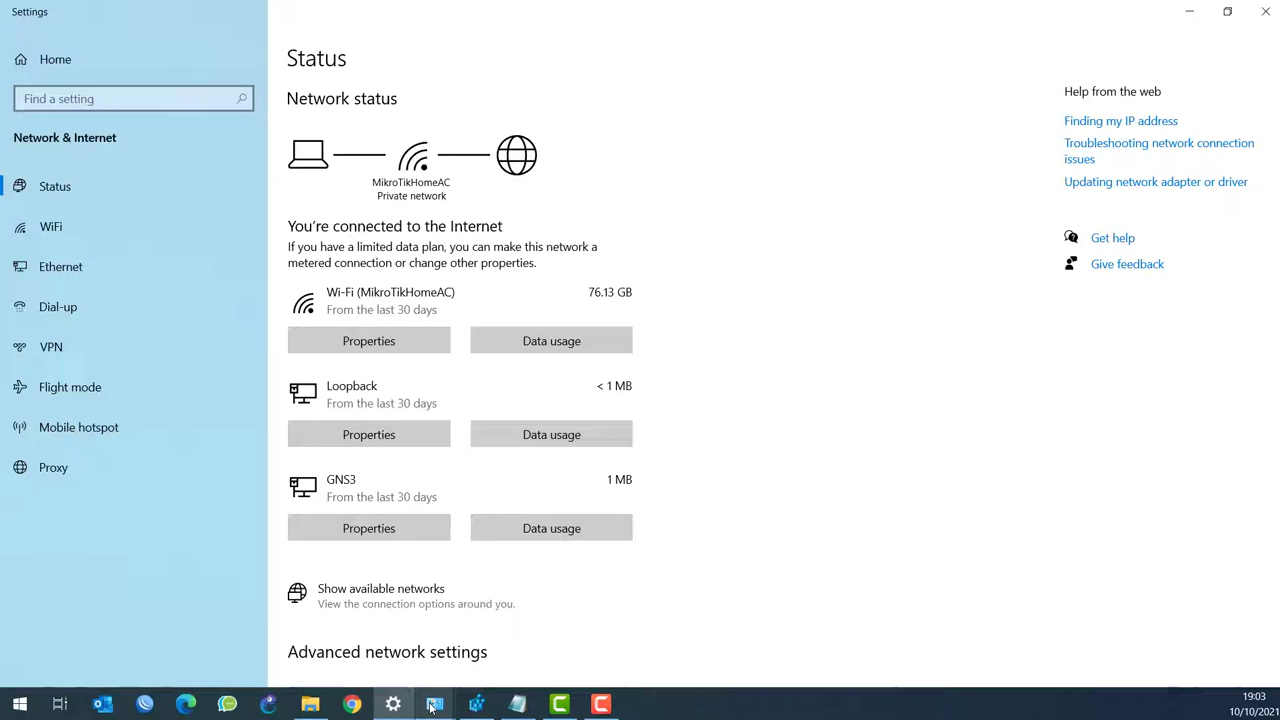 Settings
Home
Find a setting
Network & Internet
Status
WiFi
Ethernet
Dial-up
VPN
Flight mode
Mobile hotspot
Proxy
Status
Network status
MikroTikHomeAC
Private network
You're connected to the Internet
If you have a limited data plan, you can make this network a
metered connection or change other properties.
Wi-Fi (MikroTikHomeAC) 76.13 GB
From the last 30 days
Properties Data usage
Loopback < 1 MB
From the last 30 days
Properties Data usage
GNS3 1 MB
From the last 30 days
Properties Data usage
Show available networks
View the connection options around you.
Advanced network settings
Help from the web
Finding my IP address
Troubleshooting network connection
issues
Updating network adapter or driver
Get help
Give feedback
19:03
10/10/2021